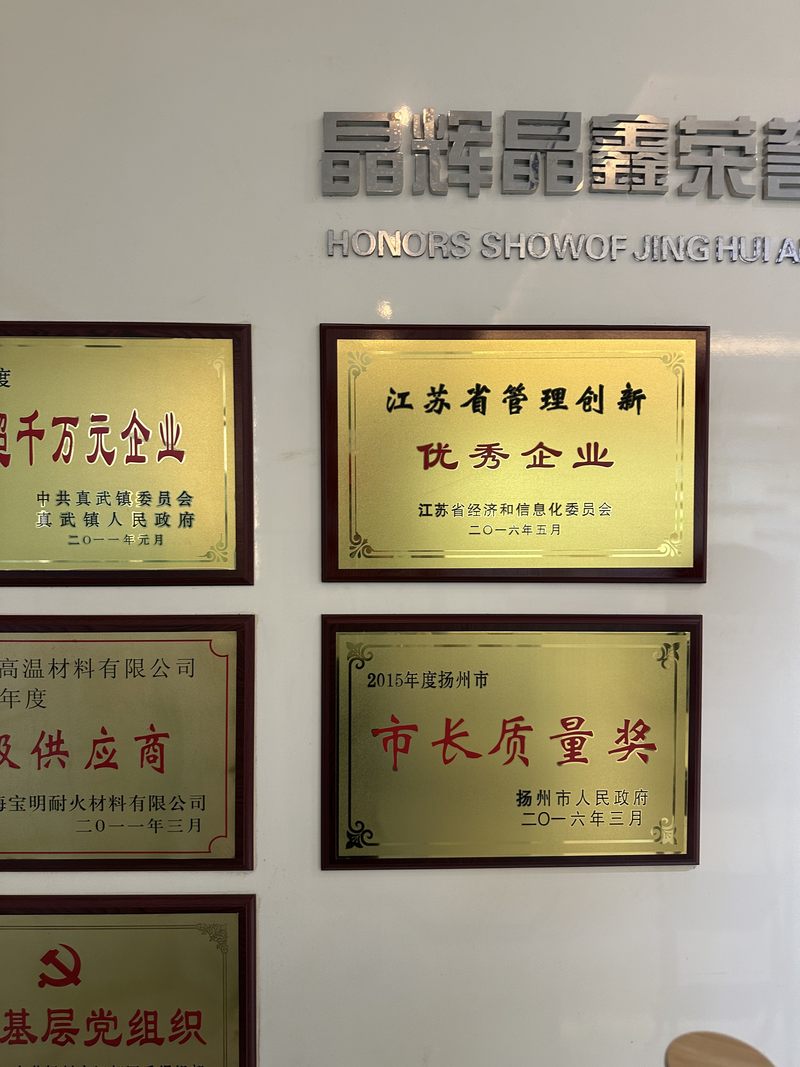 晶辉晶鑫荣誉
HONORS SHOWOF JING HUI A
度
超千万元企业
中共真武镇委员会
真武镇人民政府
二〇一一年元月
江苏省管理创新
优秀企业
江苏省经济和信息化委员会
二〇一六年五月
高温材料有限公司
年度
级供应商
海宝明耐火材料有限公司
二〇一一年三月
2015年度扬州市
市长质量奖
扬州市人民政府
二〇一六年三月
基层党组织